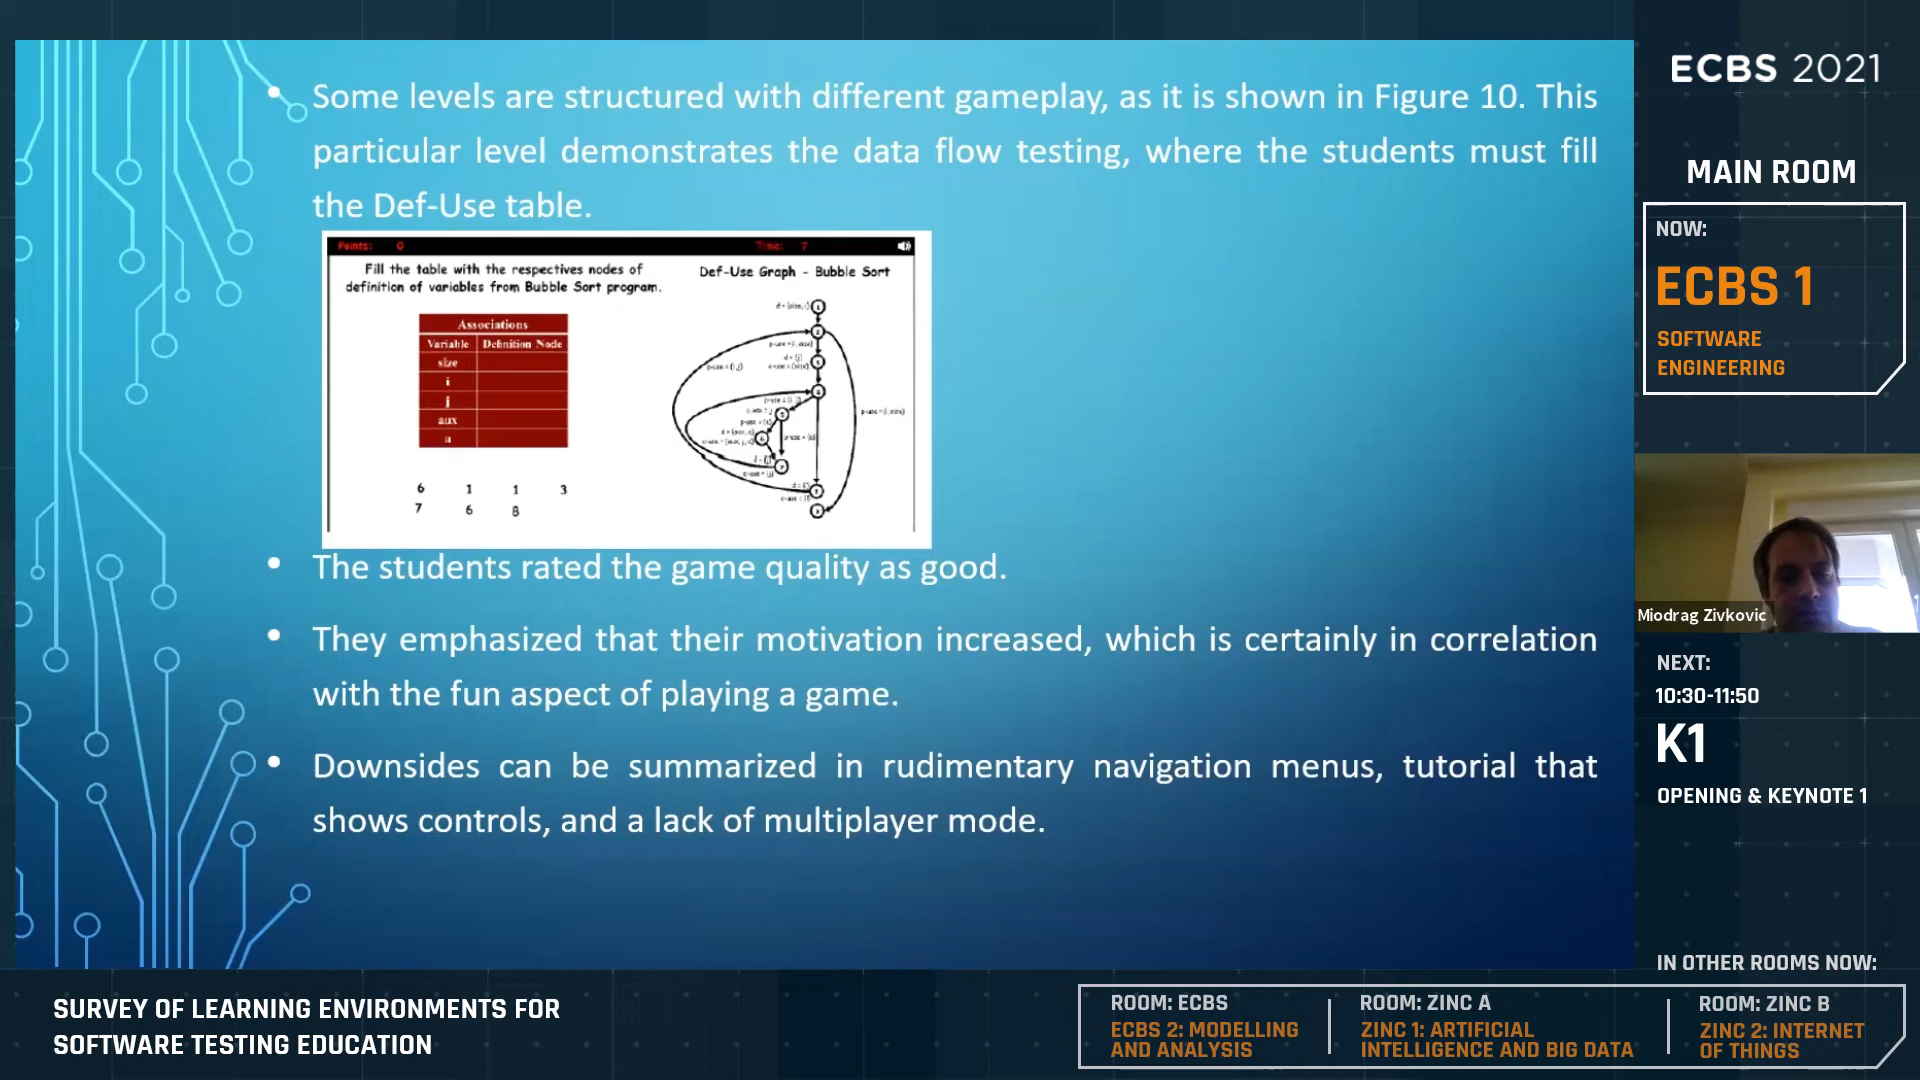 Some levels are structured with different gameplay, as it is shown in Figure 10. This
particular level demonstrates the data flow testing, where the students must fill
the Def-Use table.
Points: 0
Time: 7
Fill the table with the respectives nodes of
definition of variables from Bubble Sort program.
Def-Use Graph - Bubble Sort
Associations
Variable Definition Node
size
i
j
aux
a
6 1 1 3
7 6 8
The students rated the game quality as good.
They emphasized that their motivation increased, which is certainly in correlation
with the fun aspect of playing a game.
Downsides can be summarized in rudimentary navigation menus, tutorial that
shows controls, and a lack of multiplayer mode.
ECBS 2021
MAIN ROOM
NOW:
ECBS 1
SOFTWARE
ENGINEERING
Miodrag Zivkovic
NEXT:
10:30-11:50
K1
OPENING & KEYNOTE 1
IN OTHER ROOMS NOW:
SURVEY OF LEARNING ENVIRONMENTS FOR
SOFTWARE TESTING EDUCATION
ROOM: ECBS
ECBS 2: MODELLING
AND ANALYSIS
ROOM: ZINC A
ZINC 1: ARTIFICIAL
INTELLIGENCE AND BIG DATA
ROOM: ZINC B
ZINC 2: INTERNET
OF THINGS